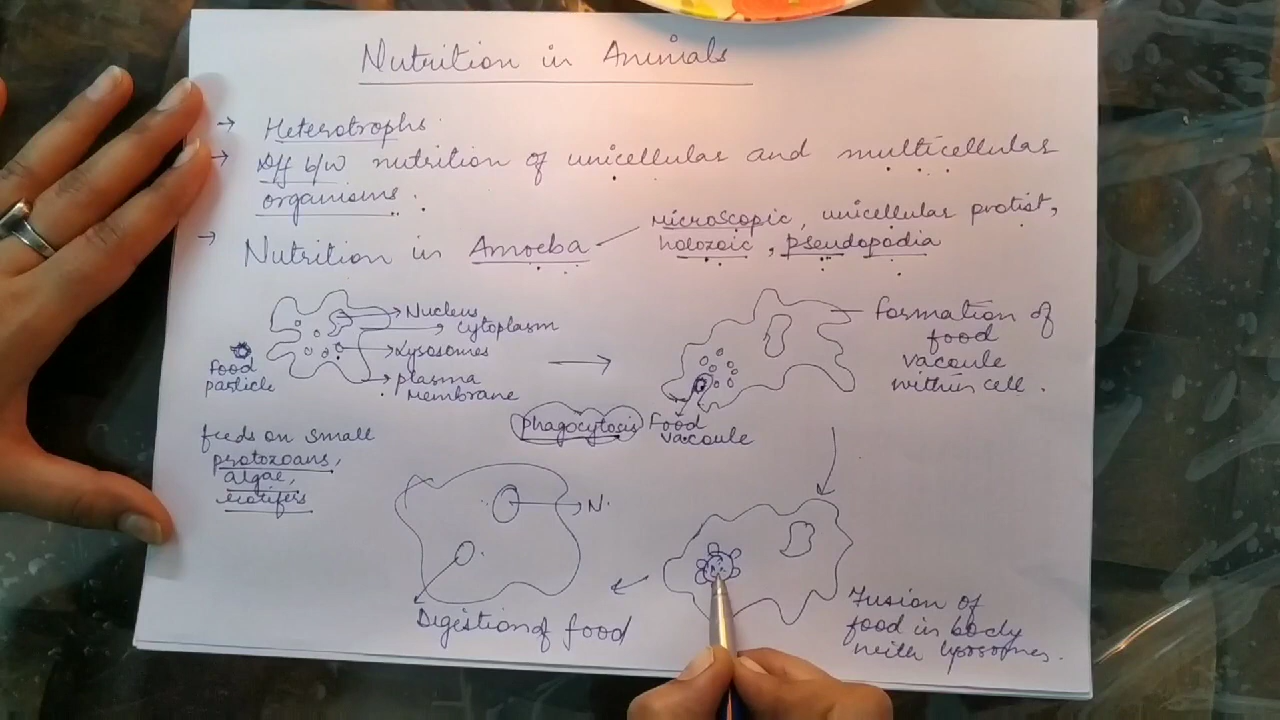 Nutrition in Animals
→ Heterotrophs.
→ Diff b/w nutrition of unicellular and multicellular
organisms.
→ Nutrition in Amoeba
microscopic, unicellular protist,
holozoic, pseudopodia
Nucleus
cytoplasm
Lysosomes
plasma
Membrane
Food
particle
Formation of
food
vacoule
within cell.
phagocytosis
Food
vacoule
feeds on small
protozoans,
algae,
rotifers
N.
Digestion of food
Fusion of
food in body
with lysosomes.